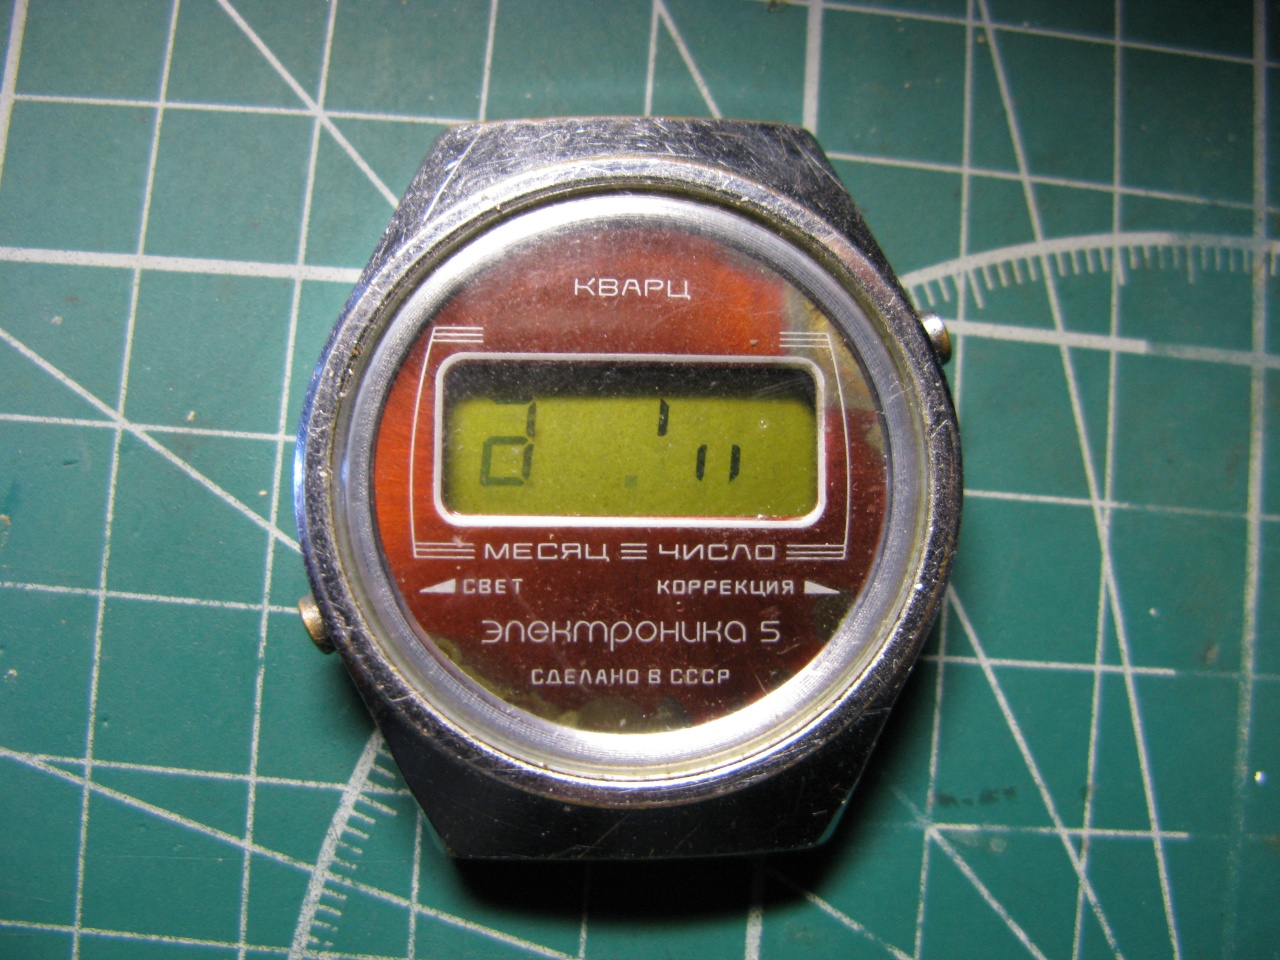 КВАРЦ
МЕСЯЦ ЧИСЛО
СВЕТ КОРРЕКЦИЯ
электроника 5
СДЕЛАНО В СССР